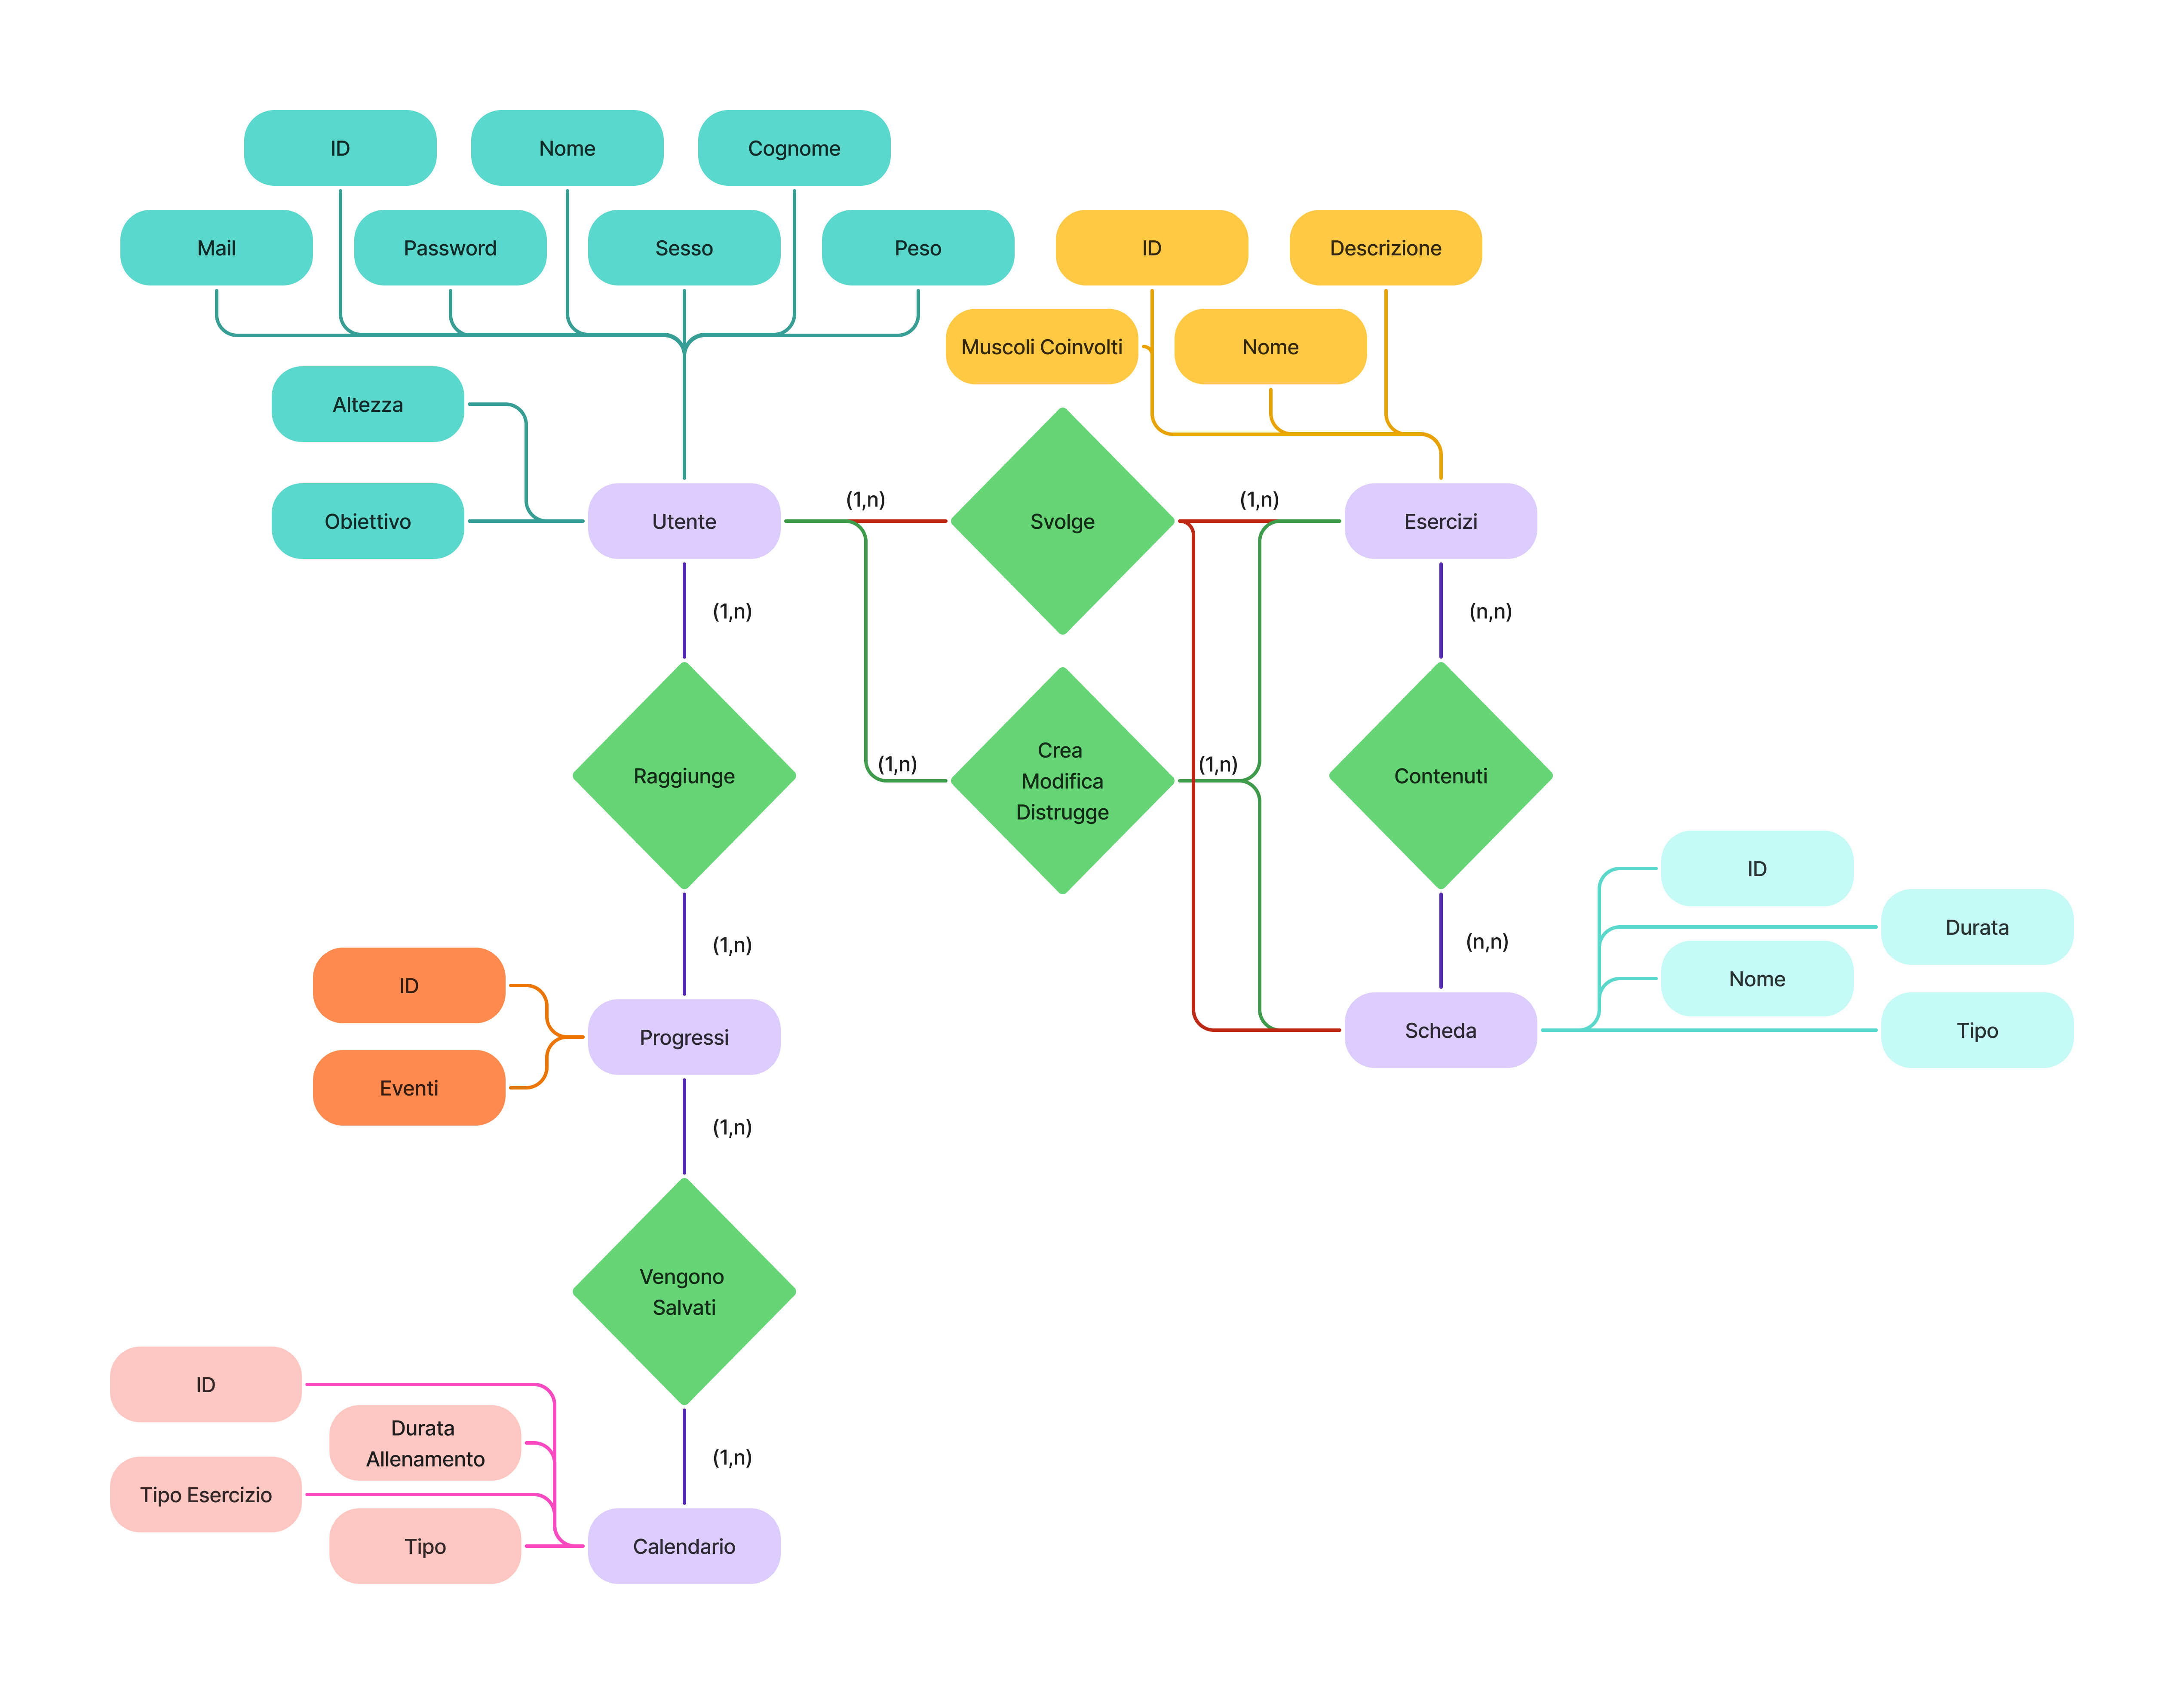 ID
Nome
Cognome
Mail
Password
Sesso
Peso
ID
Descrizione
Muscoli Coinvolti
Nome
Altezza
Obiettivo
Utente
(1,n)
Svolge
(1,n)
Esercizi
(1,n)
(n,n)
Raggiunge
(1,n)
Crea
Modifica
Distrugge
(1,n)
Contenuti
ID
Durata
Nome
Tipo
(1,n)
(n,n)
ID
Eventi
Progressi
Scheda
(1,n)
Vengono
Salvati
ID
Durata
Allenamento
Tipo Esercizio
Tipo
(1,n)
Calendario